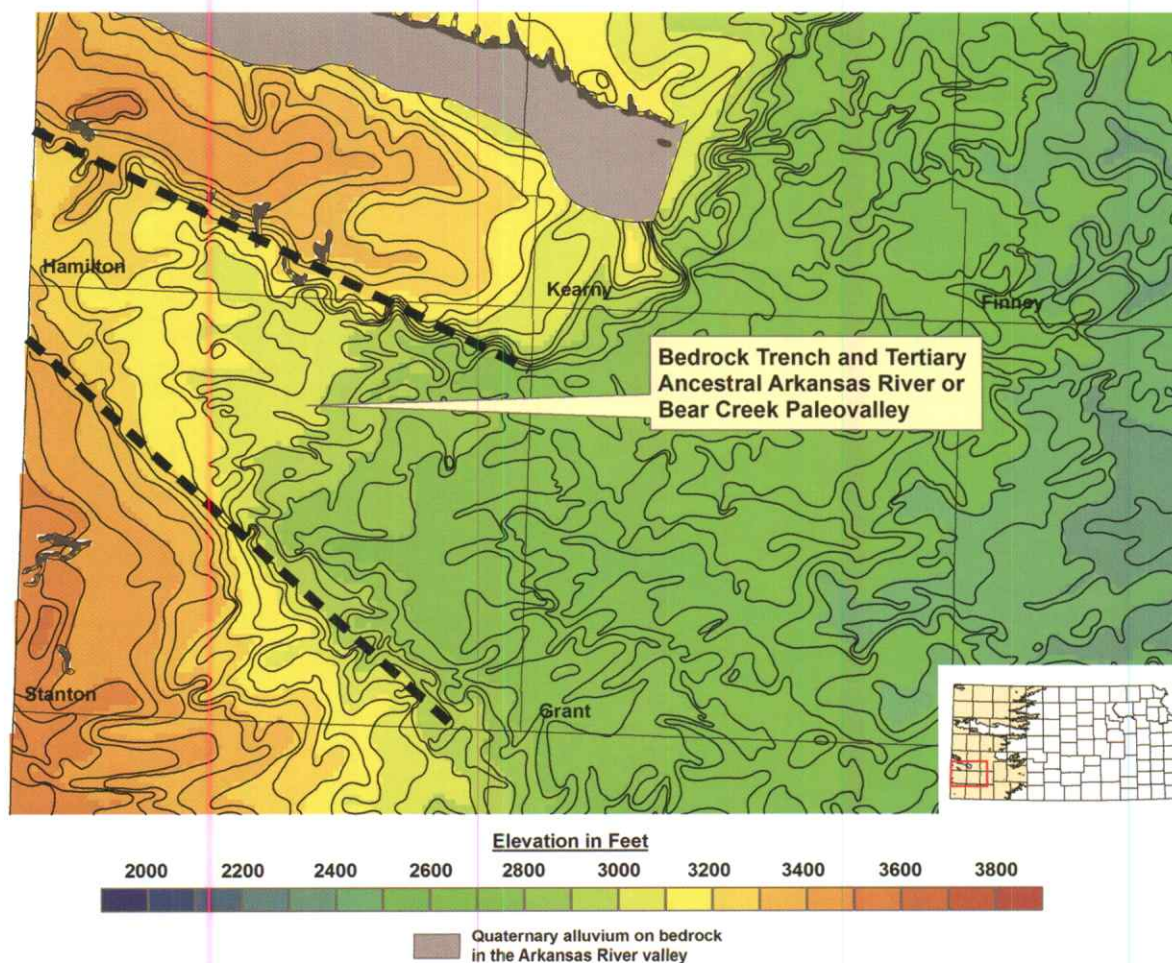 Hamilton
Kearny
Finney
Bedrock Trench and Tertiary
Ancestral Arkansas River or
Bear Creek Paleovalley
Stanton
Grant
Elevation in Feet
2000 2200 2400 2600 2800 3000 3200 3400 3600 3800
Quaternary alluvium on bedrock
in the Arkansas River valley